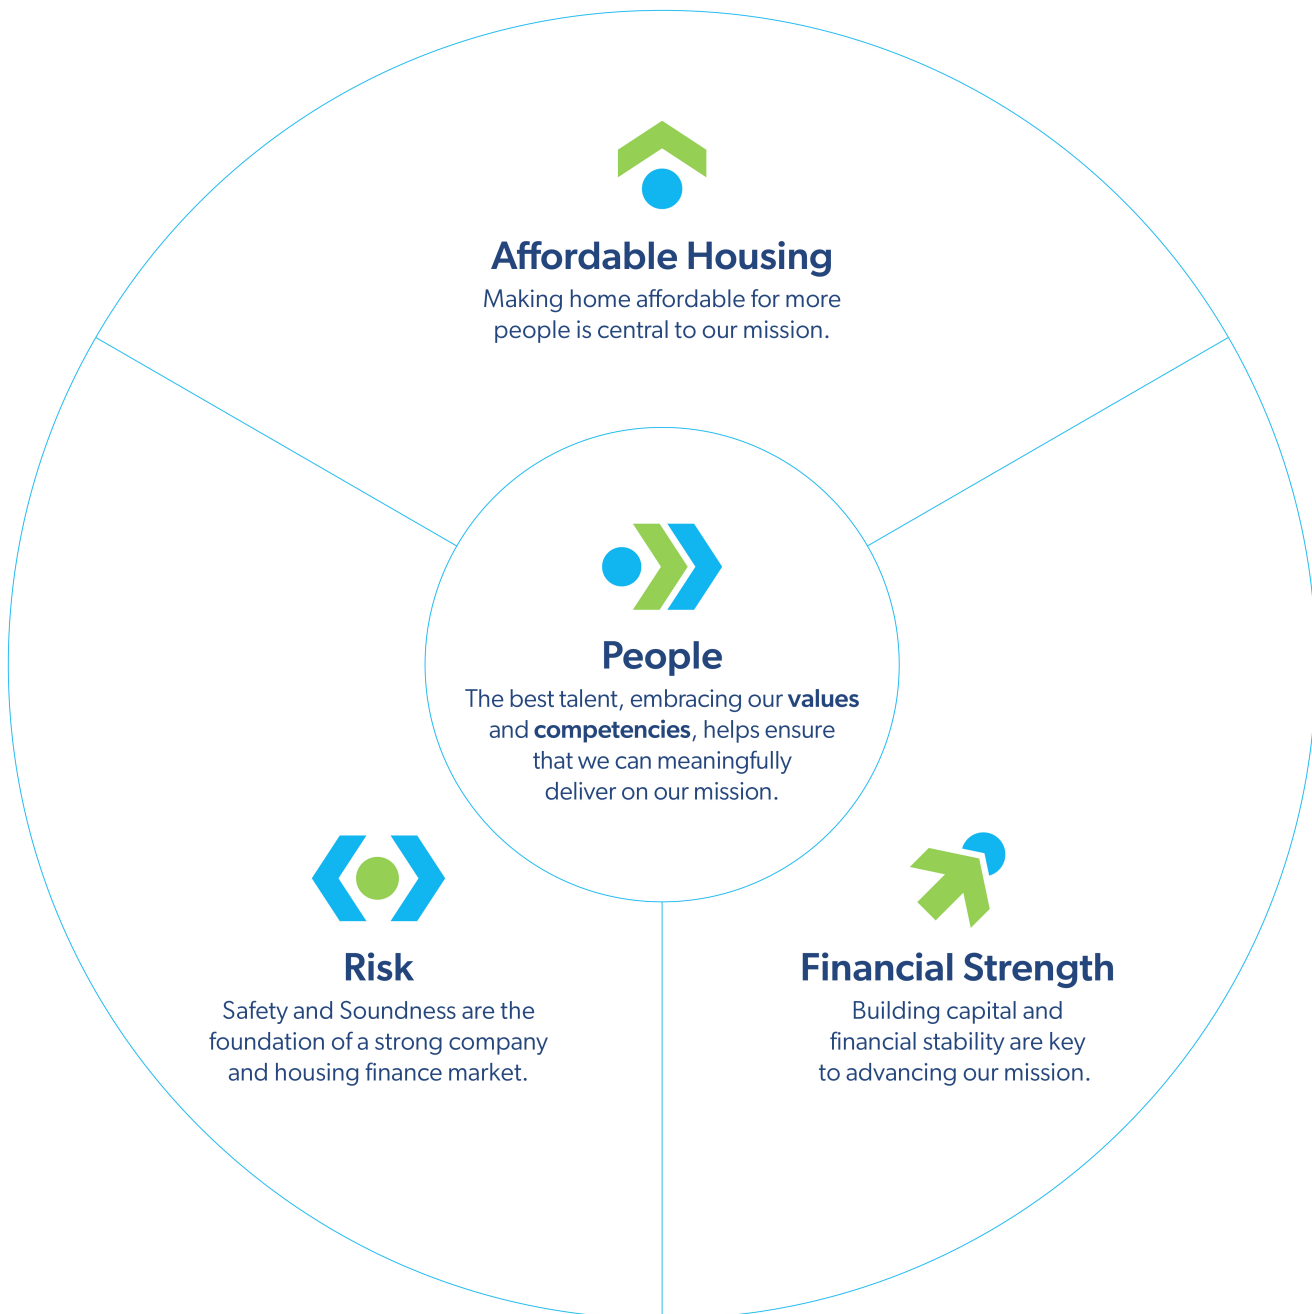 Affordable Housing
Making home affordable for more
people is central to our mission.
People
The best talent, embracing our values
and competencies, helps ensure
that we can meaningfully
deliver on our mission.
Risk
Safety and Soundness are the
foundation of a strong company
and housing finance market.
Financial Strength
Building capital and
financial stability are key
to advancing our mission.